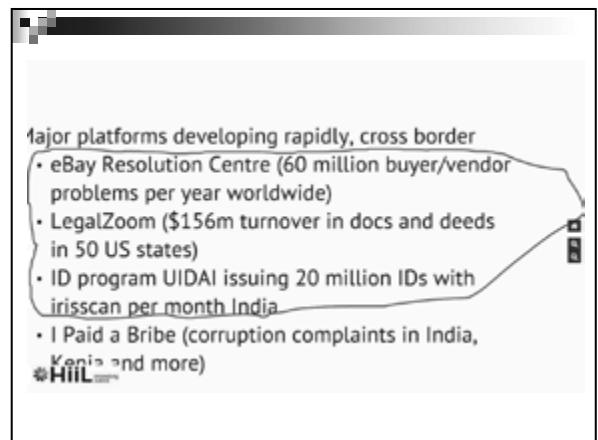 Major platforms developing rapidly, cross border
· eBay Resolution Centre (60 million buyer/vendor
problems per year worldwide)
· LegalZoom ($156m turnover in docs and deeds
in 50 US states)
· ID program UIDAI issuing 20 million IDs with
irisscan per month India
· I Paid a Bribe (corruption complaints in India,
Kenia and more)
HiiL